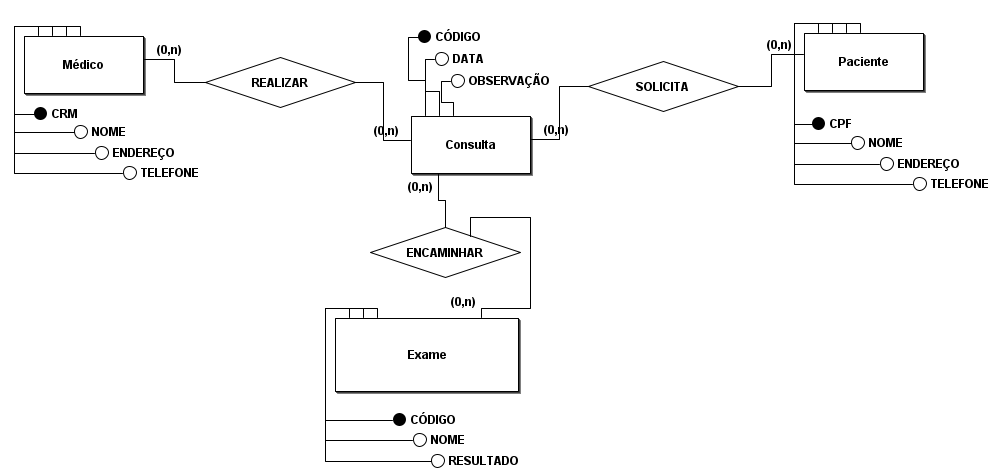 Médico
(0,n)
CRM
NOME
ENDEREÇO
TELEFONE
REALIZAR
(0,n)
CÓDIGO
DATA
OBSERVAÇÃO
Consulta
(0,n)
(0,n)
SOLICITA
(0,n)
Paciente
CPF
NOME
ENDEREÇO
TELEFONE
ENCAMINHAR
(0,n)
Exame
CÓDIGO
NOME
RESULTADO